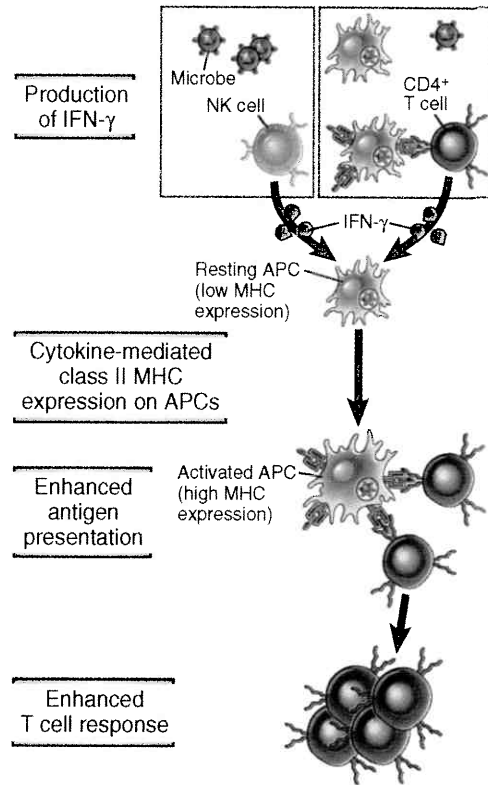 Production
of IFN-γ
Microbe
NK cell
CD4⁺
T cell
IFN-γ
Resting APC
(low MHC
expression)
Cytokine-mediated
class II MHC
expression on APCs
Enhanced
antigen
presentation
Activated APC
(high MHC
expression)
Enhanced
T cell response